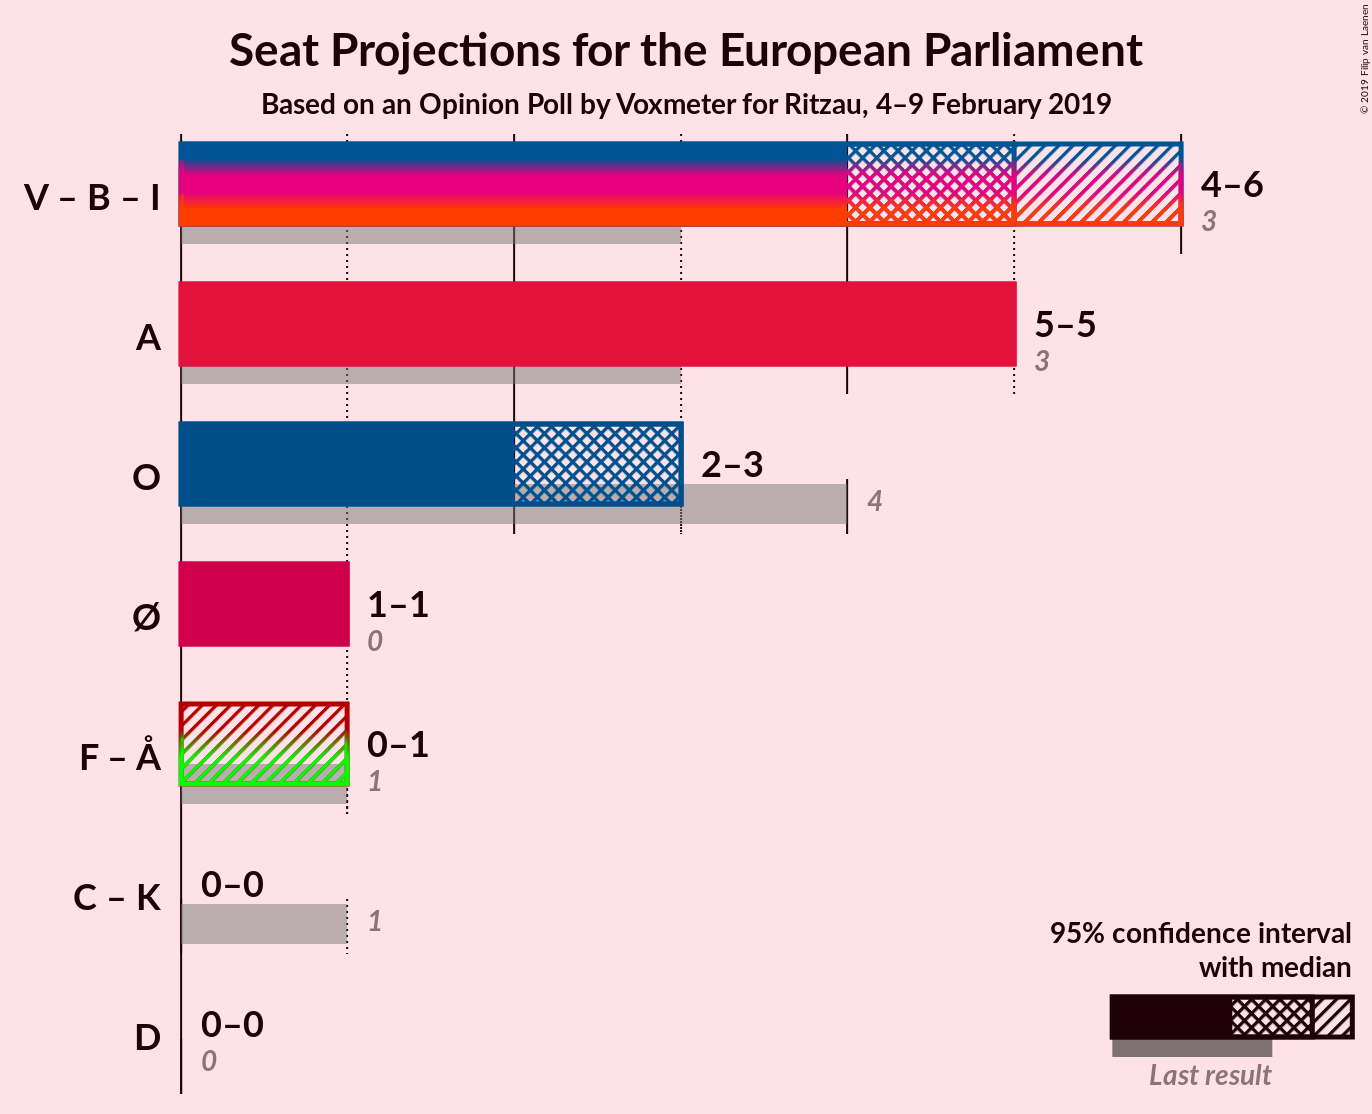 Seat Projections for the European Parliament
Based on an Opinion Poll by Voxmeter for Ritzau, 4–9 February 2019
© 2019 Filip van Laenen
V – B – I
4–6
3
A
5–5
3
O
2–3
4
Ø
1–1
0
F – Å
0–1
1
C – K
0–0
1
D
0–0
0
95% confidence interval
with median
Last result